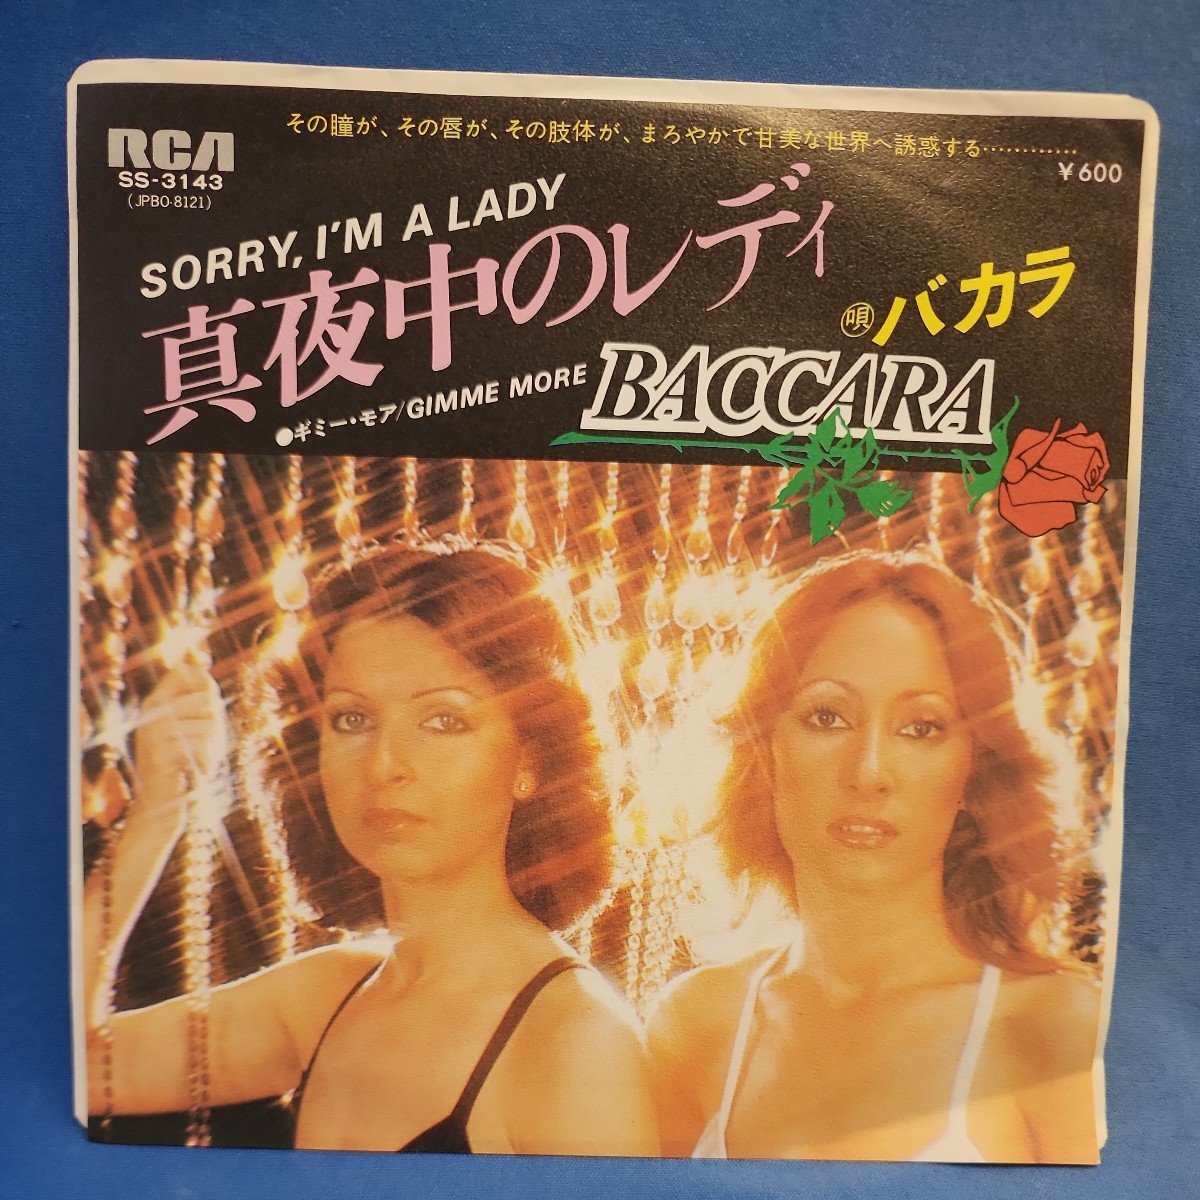 その瞳が、その唇が、その肢体が、まろやかで甘美な世界へ誘惑する…………
RCA
SS-3143
(JPBO-8121)
¥600
SORRY, I'M A LADY
真夜中のレディ
唄 バカラ
●ギミー・モア/GIMME MORE
BACCARA